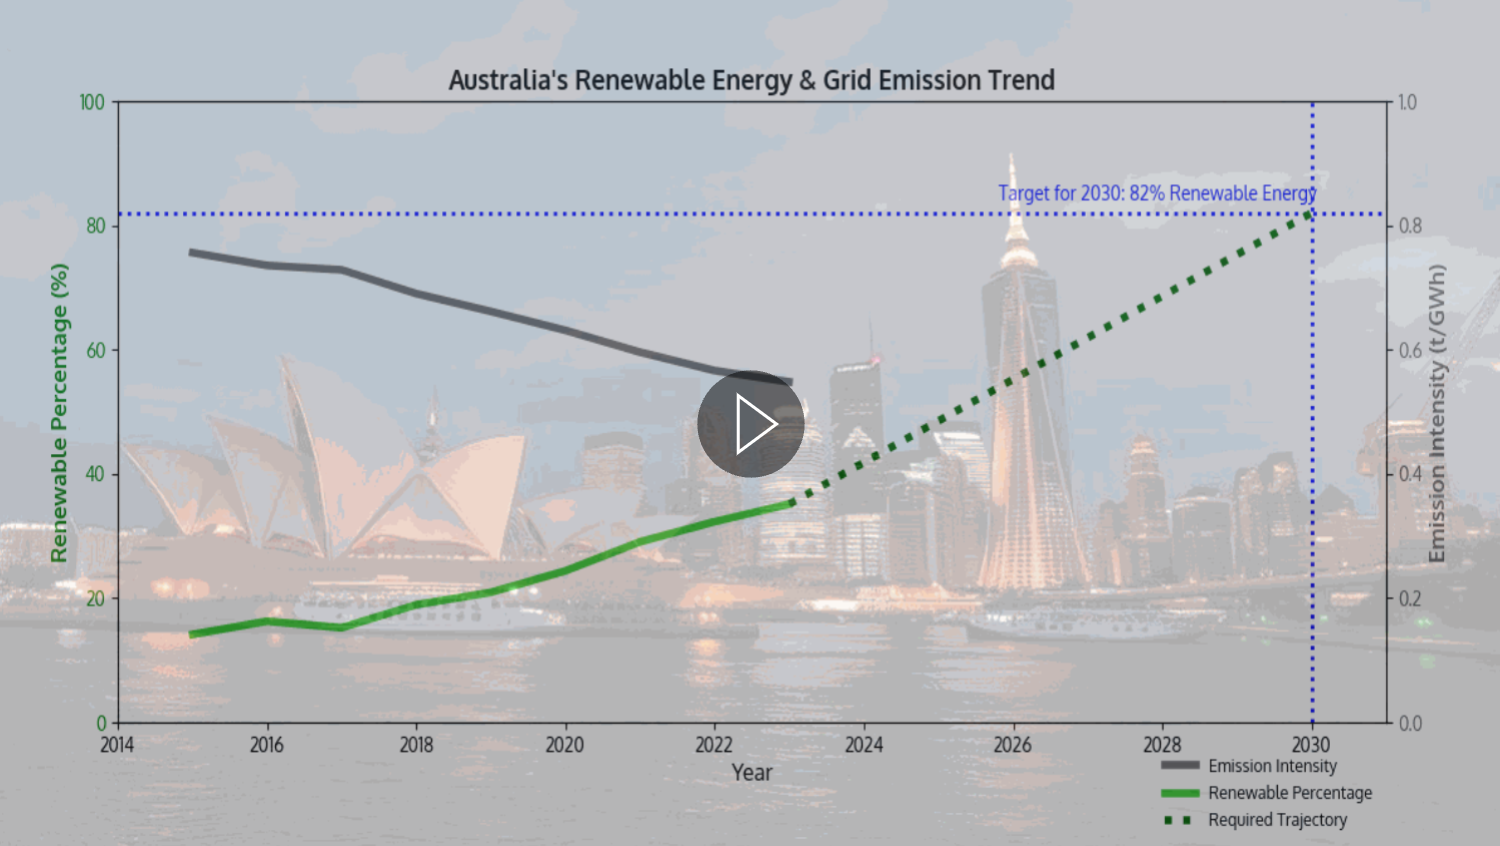 Australia's Renewable Energy & Grid Emission Trend
100
80
60
40
20
0
Renewable Percentage (%)
Target for 2030: 82% Renewable Energy
1.0
0.8
0.6
0.4
0.2
0.0
Emission Intensity (t/GWh)
2014 2016 2018 2020 2022 2024 2026 2028 2030
Year
Emission Intensity
Renewable Percentage
Required Trajectory